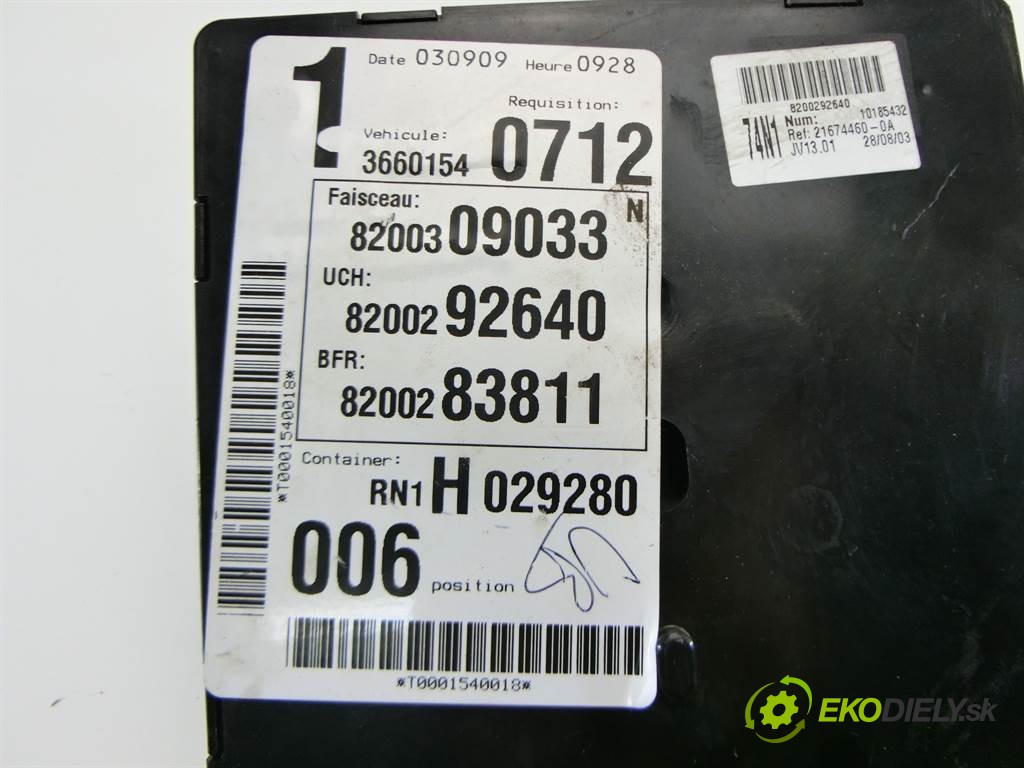 1
Date 030909 Heure 0928
Requisition:
Vehicule:
3660154 0712
Faisceau: N
82003 09033
UCH:
82002 92640
BFR:
82002 83811
Container:
RN1 H 029280
006 position
*T0001540018*
*T0001540018*
8200292640
74N1
Num: 10185432
Ref: 21674460-0A
JV13.01 28/08/03
EKODIELY.sk